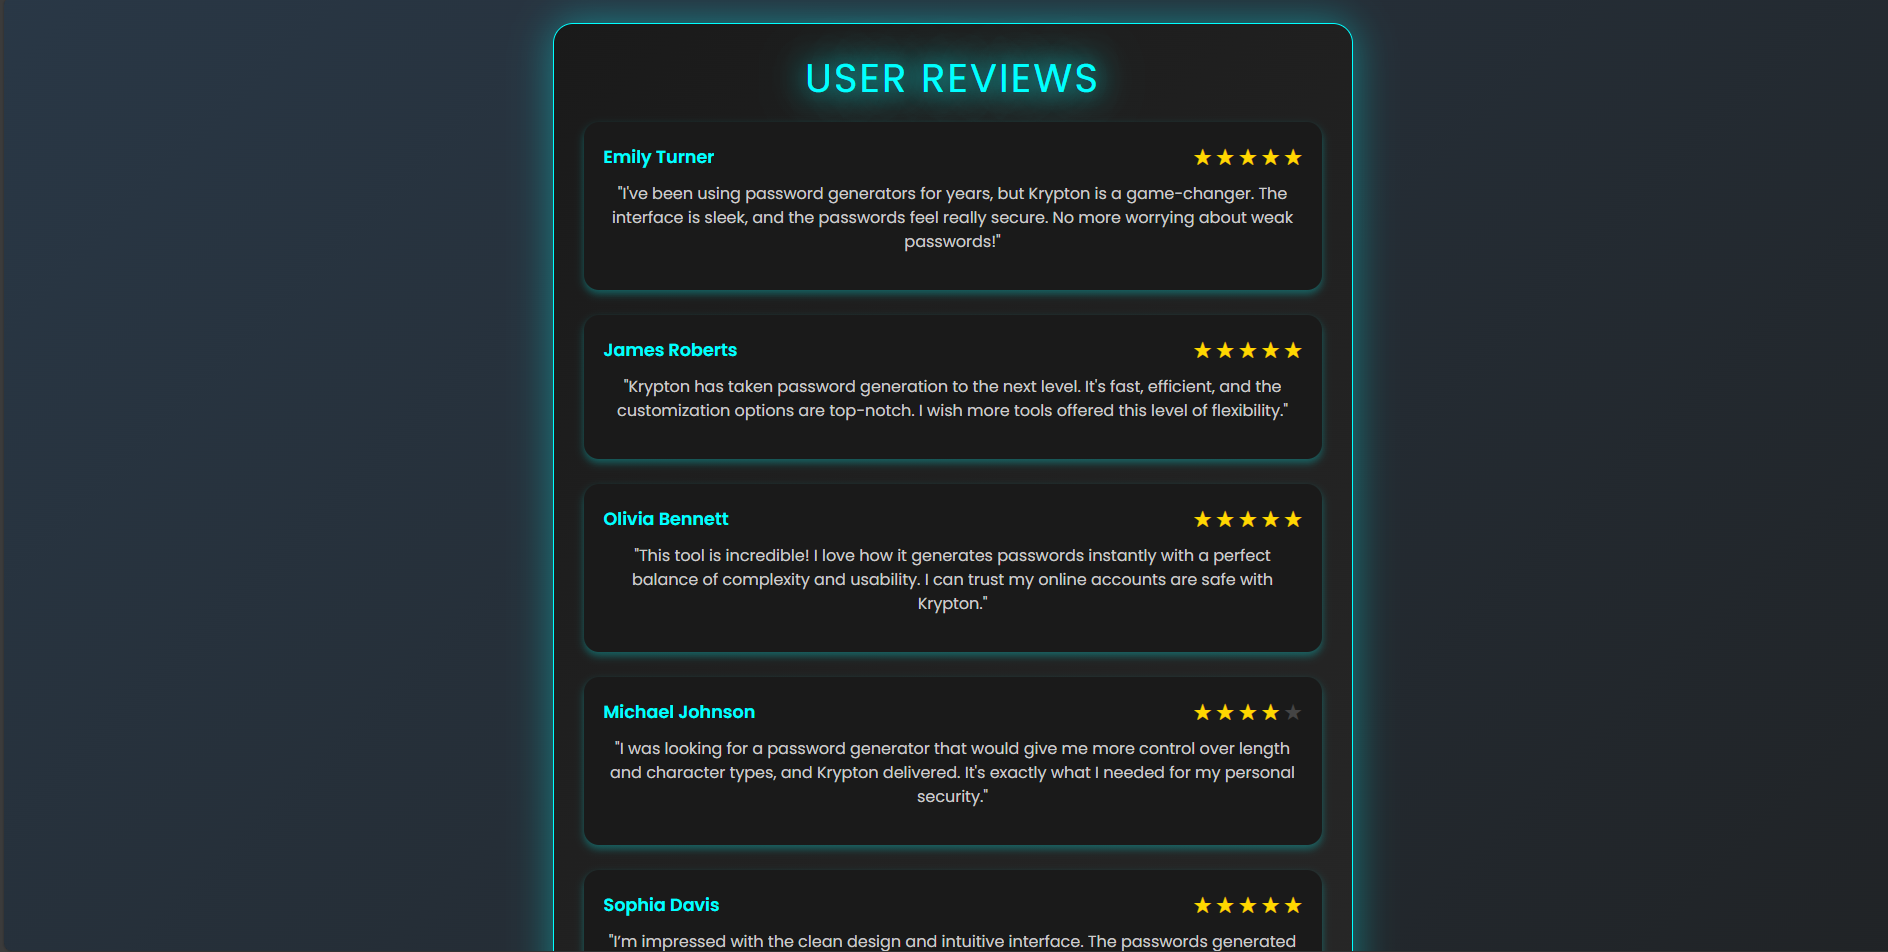 USER REVIEWS
Emily Turner
"I've been using password generators for years, but Krypton is a game-changer. The
interface is sleek, and the passwords feel really secure. No more worrying about weak
passwords!"
James Roberts
"Krypton has taken password generation to the next level. It's fast, efficient, and the
customization options are top-notch. I wish more tools offered this level of flexibility."
Olivia Bennett
"This tool is incredible! I love how it generates passwords instantly with a perfect
balance of complexity and usability. I can trust my online accounts are safe with
Krypton."
Michael Johnson
"I was looking for a password generator that would give me more control over length
and character types, and Krypton delivered. It's exactly what I needed for my personal
security."
Sophia Davis
"I’m impressed with the clean design and intuitive interface. The passwords generated